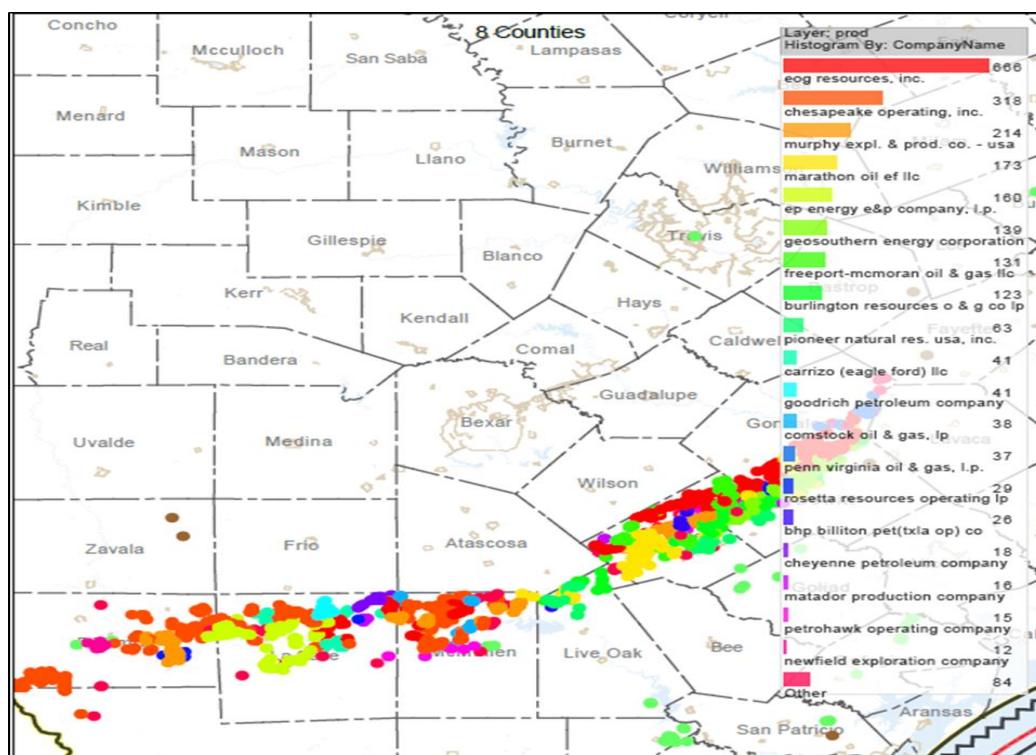 8 Counties
Concho
Mcculloch
San Saba
Lampasas
Coryell
Menard
Mason
Llano
Burnet
Williams
Kimble
Gillespie
Blanco
Travis
Kerr
Kendall
Hays
Real
Bandera
Comal
Caldwel
Guadalupe
Uvalde
Medina
Bexar
Gon
Wilson
Zavala
Frio
Atascosa
Live Oak
Bee
San Patricio
Aransas
Goliad
Fayette
Lavaca
Layer: prod
Histogram By: CompanyName
666
eog resources, inc.
318
chesapeake operating, inc.
214
murphy expl. & prod. co. - usa
173
marathon oil ef llc
160
ep energy e&p company, l.p.
139
geosouthern energy corporation
131
freeport-mcmoran oil & gas llc
123
burlington resources o & g co lp
63
pioneer natural res. usa, inc.
41
carrizo (eagle ford) llc
41
goodrich petroleum company
38
comstock oil & gas, lp
37
penn virginia oil & gas, l.p.
29
rosetta resources operating lp
26
bhp billiton pet(txla op) co
18
cheyenne petroleum company
16
matador production company
15
petrohawk operating company
12
newfield exploration company
84
Other